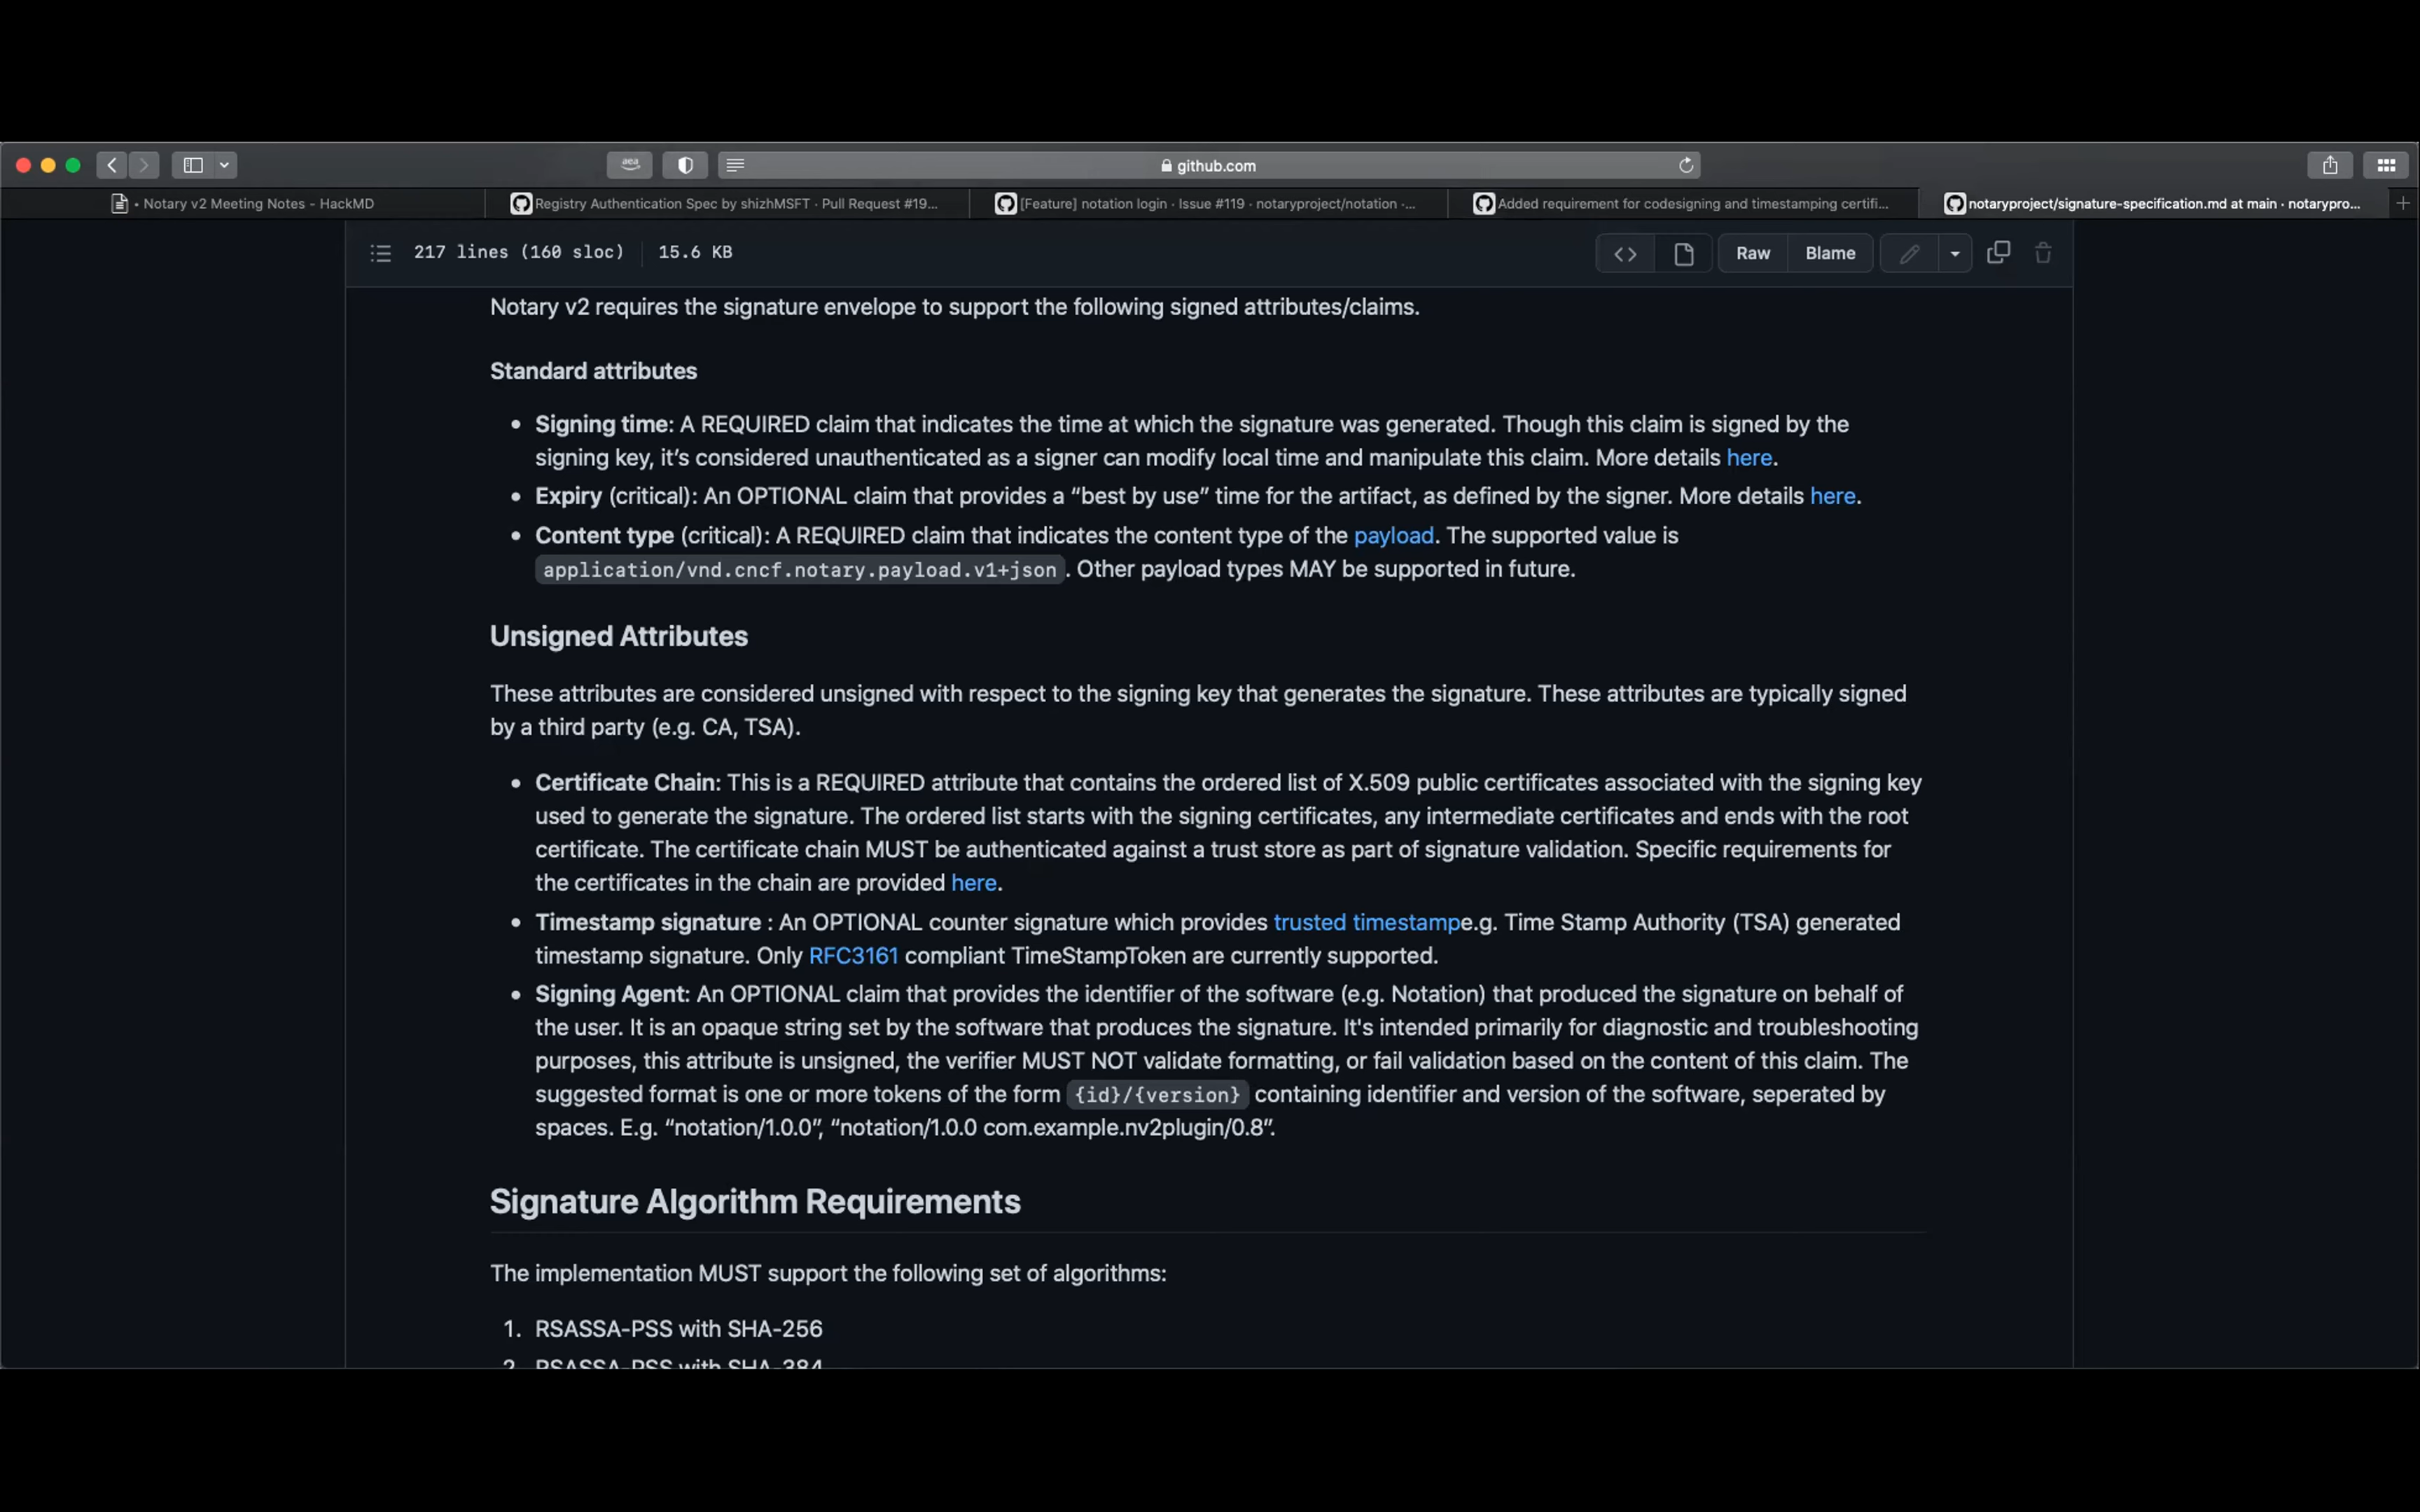 aea
github.com
• Notary v2 Meeting Notes - HackMD
Registry Authentication Spec by shizhMSFT · Pull Request #19...
[Feature] notation login · Issue #119 · notaryproject/notation ·...
Added requirement for codesigning and timestamping certifi...
notaryproject/signature-specification.md at main · notarypro...
217 lines (160 sloc)
15.6 KB
Raw
Blame
Notary v2 requires the signature envelope to support the following signed attributes/claims.
Standard attributes
• Signing time: A REQUIRED claim that indicates the time at which the signature was generated. Though this claim is signed by the
signing key, it’s considered unauthenticated as a signer can modify local time and manipulate this claim. More details here.
• Expiry (critical): An OPTIONAL claim that provides a “best by use” time for the artifact, as defined by the signer. More details here.
• Content type (critical): A REQUIRED claim that indicates the content type of the payload. The supported value is
application/vnd.cncf.notary.payload.v1+json. Other payload types MAY be supported in future.
Unsigned Attributes
These attributes are considered unsigned with respect to the signing key that generates the signature. These attributes are typically signed
by a third party (e.g. CA, TSA).
• Certificate Chain: This is a REQUIRED attribute that contains the ordered list of X.509 public certificates associated with the signing key
used to generate the signature. The ordered list starts with the signing certificates, any intermediate certificates and ends with the root
certificate. The certificate chain MUST be authenticated against a trust store as part of signature validation. Specific requirements for
the certificates in the chain are provided here.
• Timestamp signature : An OPTIONAL counter signature which provides trusted timestampe.g. Time Stamp Authority (TSA) generated
timestamp signature. Only RFC3161 compliant TimeStampToken are currently supported.
• Signing Agent: An OPTIONAL claim that provides the identifier of the software (e.g. Notation) that produced the signature on behalf of
the user. It is an opaque string set by the software that produces the signature. It's intended primarily for diagnostic and troubleshooting
purposes, this attribute is unsigned, the verifier MUST NOT validate formatting, or fail validation based on the content of this claim. The
suggested format is one or more tokens of the form {id}/{version} containing identifier and version of the software, seperated by
spaces. E.g. “notation/1.0.0”, “notation/1.0.0 com.example.nv2plugin/0.8”.
Signature Algorithm Requirements
The implementation MUST support the following set of algorithms:
1. RSASSA-PSS with SHA-256
2. RSASSA-PSS with SHA-384